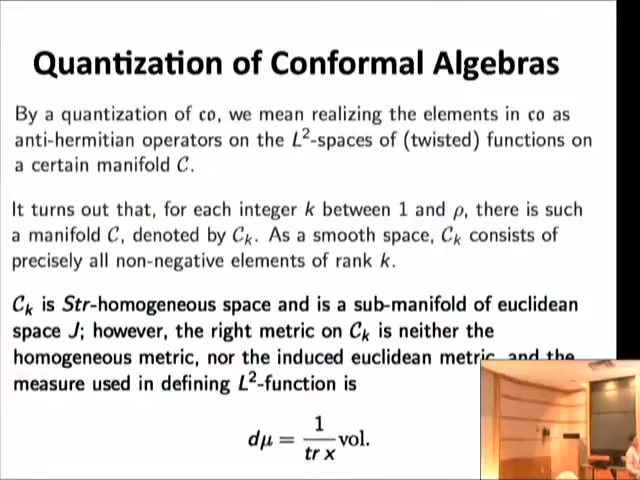 Quantization of Conformal Algebras
By a quantization of 𝔠𝔬, we mean realizing the elements in 𝔠𝔬 as
anti-hermitian operators on the L²-spaces of (twisted) functions on
a certain manifold 𝒞.
It turns out that, for each integer k between 1 and ρ, there is such
a manifold 𝒞, denoted by 𝒞ₖ. As a smooth space, 𝒞ₖ consists of
precisely all non-negative elements of rank k.
𝒞ₖ is Str-homogeneous space and is a sub-manifold of euclidean
space J; however, the right metric on 𝒞ₖ is neither the
homogeneous metric, nor the induced euclidean metric, and the
measure used in defining L²-function is
dμ = 1/tr x vol.